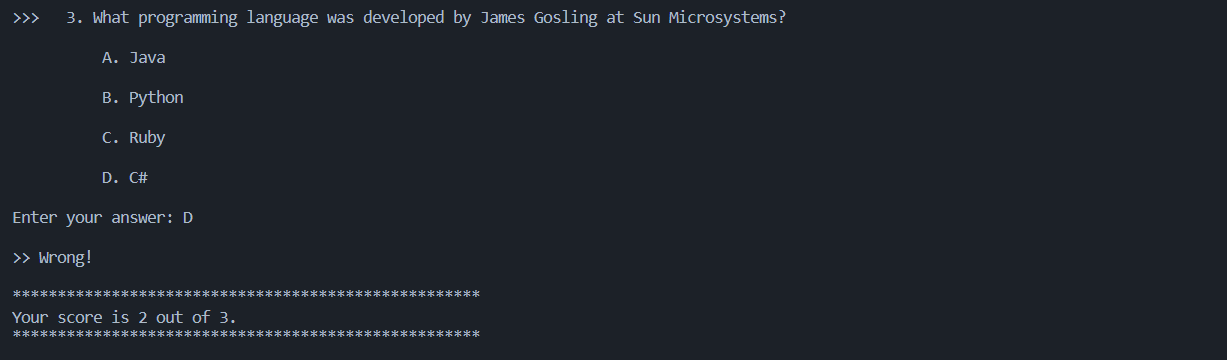 >>>   3. What programming language was developed by James Gosling at Sun Microsystems?
A. Java
B. Python
C. Ruby
D. C#
Enter your answer: D
>> Wrong!
****************************************************
Your score is 2 out of 3.
****************************************************